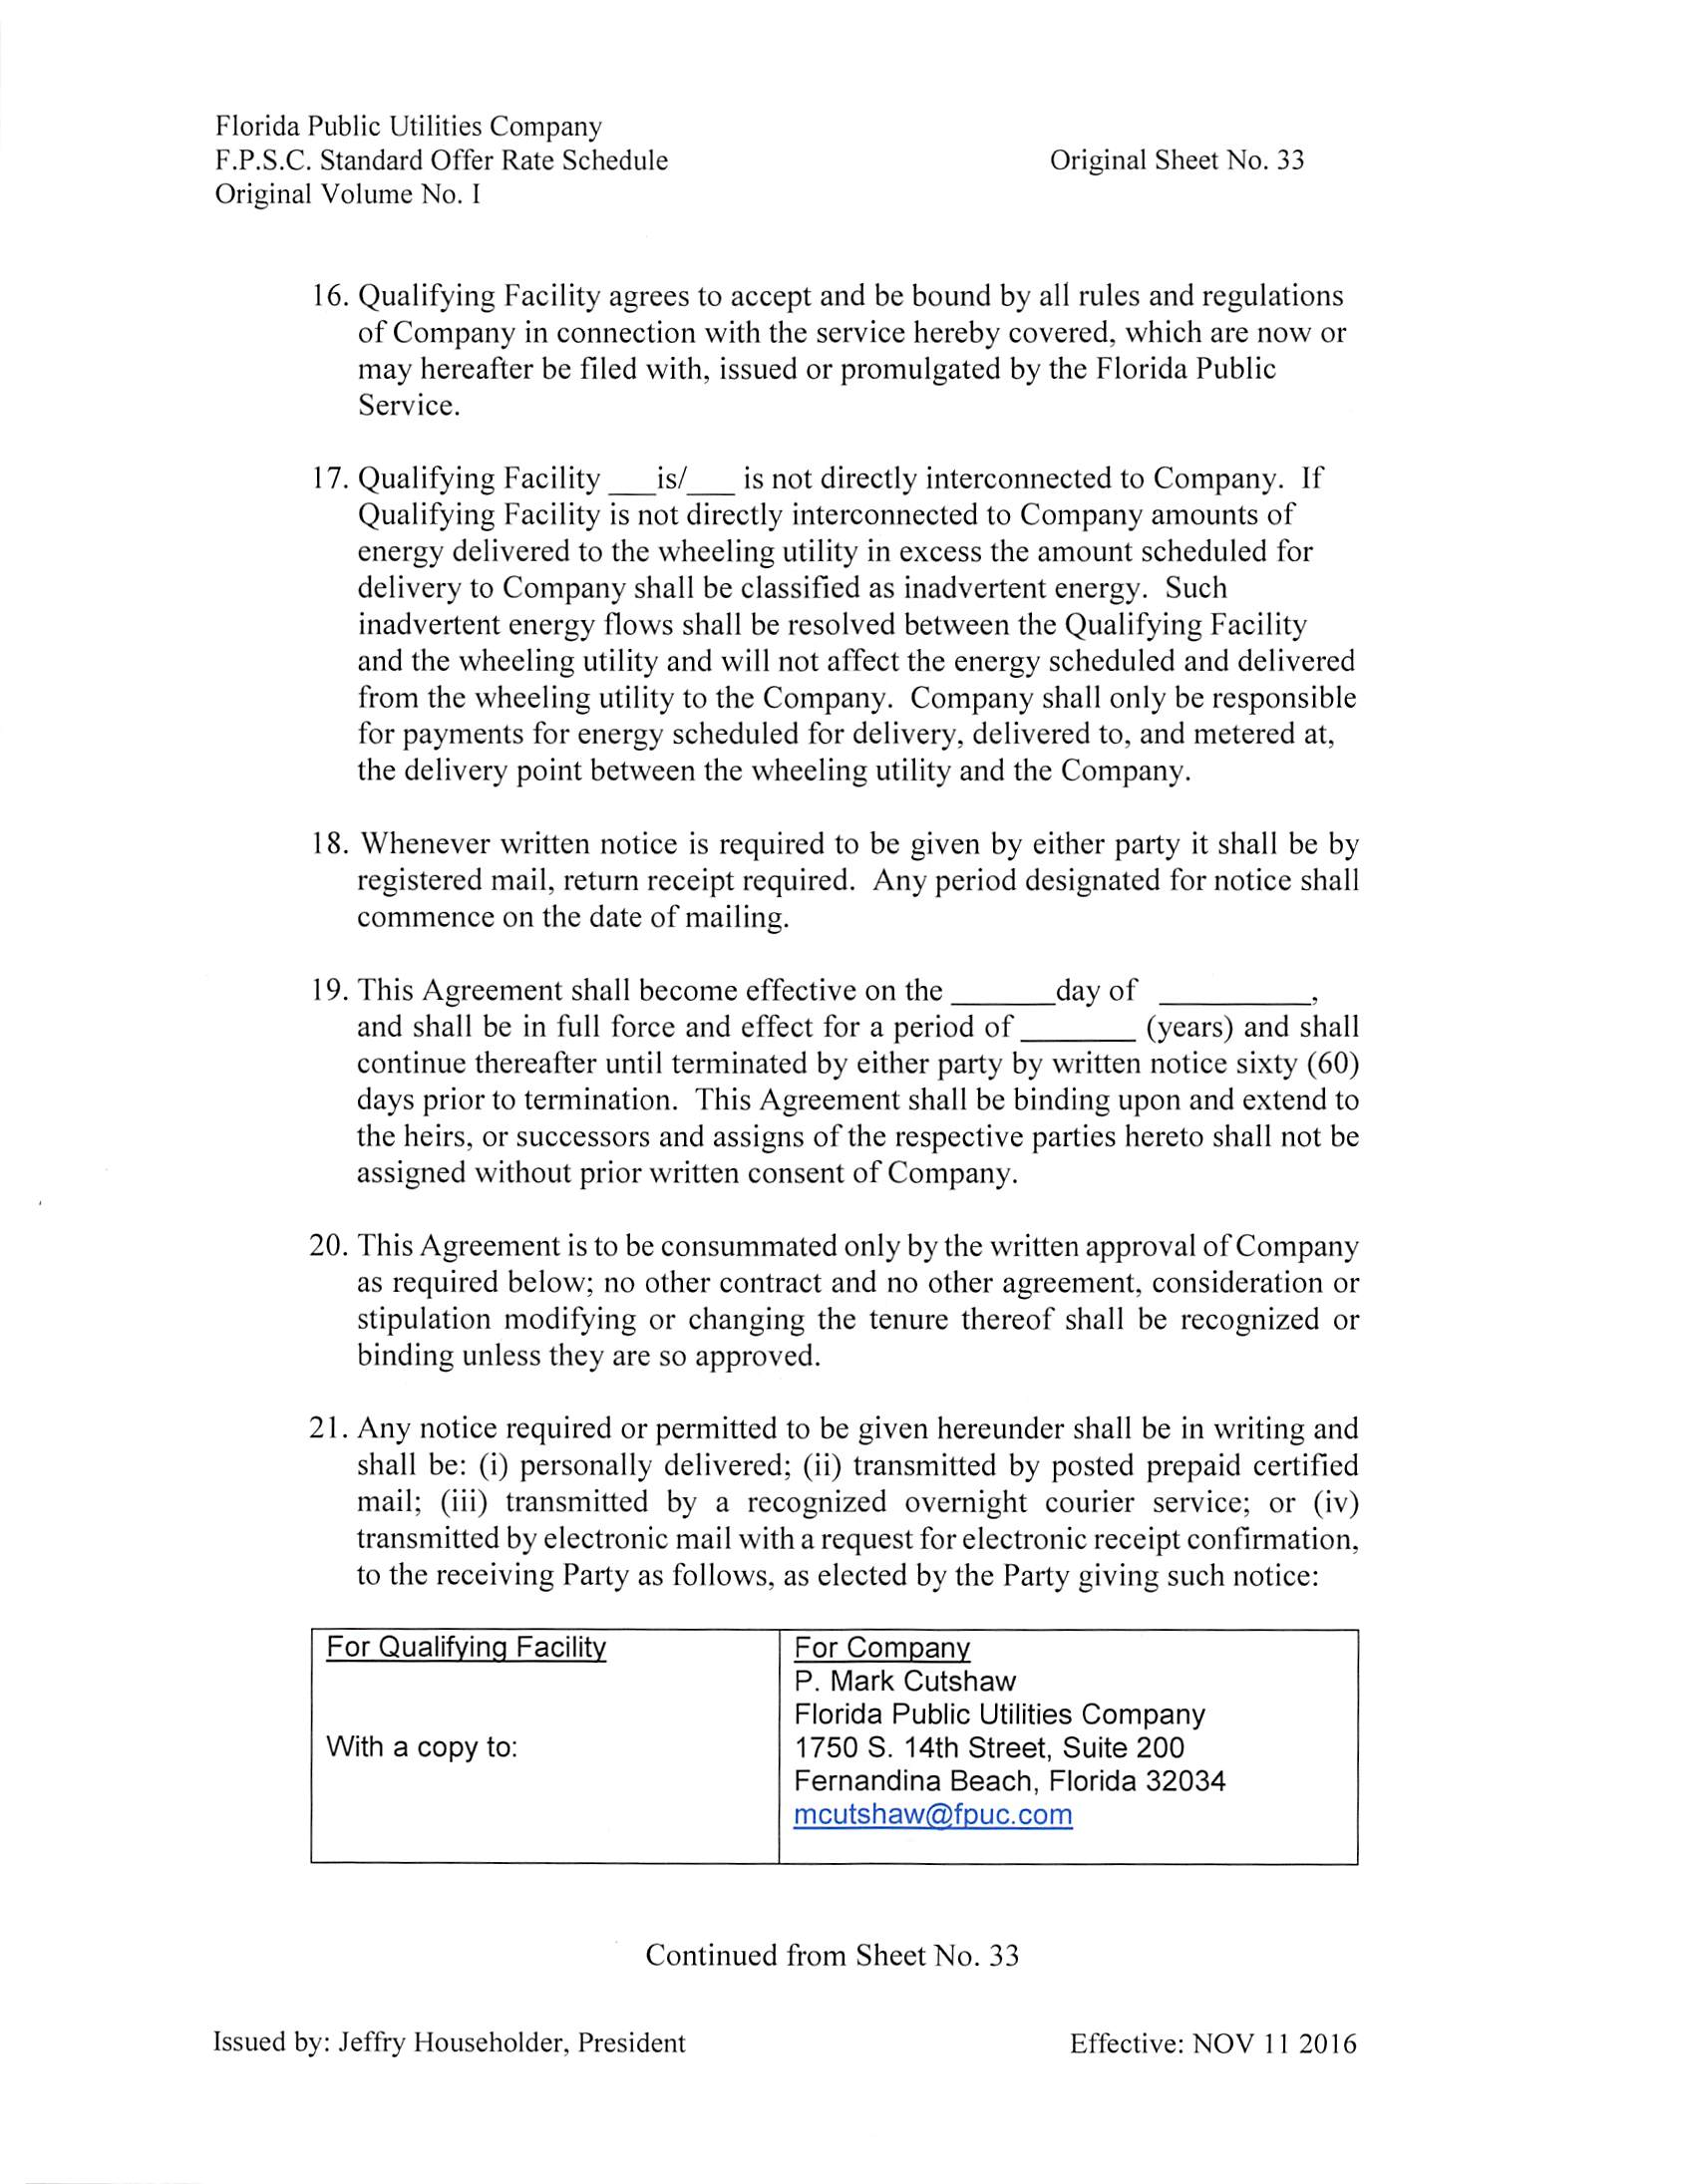 Florida Public Utilities Company
F.P.S.C. Standard Offer Rate Schedule Original Sheet No. 33
Original Volume No. I
16. Qualifying Facility agrees to accept and be bound by all rules and regulations
of Company in connection with the service hereby covered, which are now or
may hereafter be filed with, issued or promulgated by the Florida Public
Service.
17. Qualifying Facility ___is/___ is not directly interconnected to Company. If
Qualifying Facility is not directly interconnected to Company amounts of
energy delivered to the wheeling utility in excess the amount scheduled for
delivery to Company shall be classified as inadvertent energy. Such
inadvertent energy flows shall be resolved between the Qualifying Facility
and the wheeling utility and will not affect the energy scheduled and delivered
from the wheeling utility to the Company. Company shall only be responsible
for payments for energy scheduled for delivery, delivered to, and metered at,
the delivery point between the wheeling utility and the Company.
18. Whenever written notice is required to be given by either party it shall be by
registered mail, return receipt required. Any period designated for notice shall
commence on the date of mailing.
19. This Agreement shall become effective on the _______day of __________,
and shall be in full force and effect for a period of ________ (years) and shall
continue thereafter until terminated by either party by written notice sixty (60)
days prior to termination. This Agreement shall be binding upon and extend to
the heirs, or successors and assigns of the respective parties hereto shall not be
assigned without prior written consent of Company.
20. This Agreement is to be consummated only by the written approval of Company
as required below; no other contract and no other agreement, consideration or
stipulation modifying or changing the tenure thereof shall be recognized or
binding unless they are so approved.
21. Any notice required or permitted to be given hereunder shall be in writing and
shall be: (i) personally delivered; (ii) transmitted by posted prepaid certified
mail; (iii) transmitted by a recognized overnight courier service; or (iv)
transmitted by electronic mail with a request for electronic receipt confirmation,
to the receiving Party as follows, as elected by the Party giving such notice:
For Qualifying Facility
With a copy to:
For Company
P. Mark Cutshaw
Florida Public Utilities Company
1750 S. 14th Street, Suite 200
Fernandina Beach, Florida 32034
mcutshaw@fpuc.com
Continued from Sheet No. 33
Issued by: Jeffry Householder, President Effective: NOV 11 2016